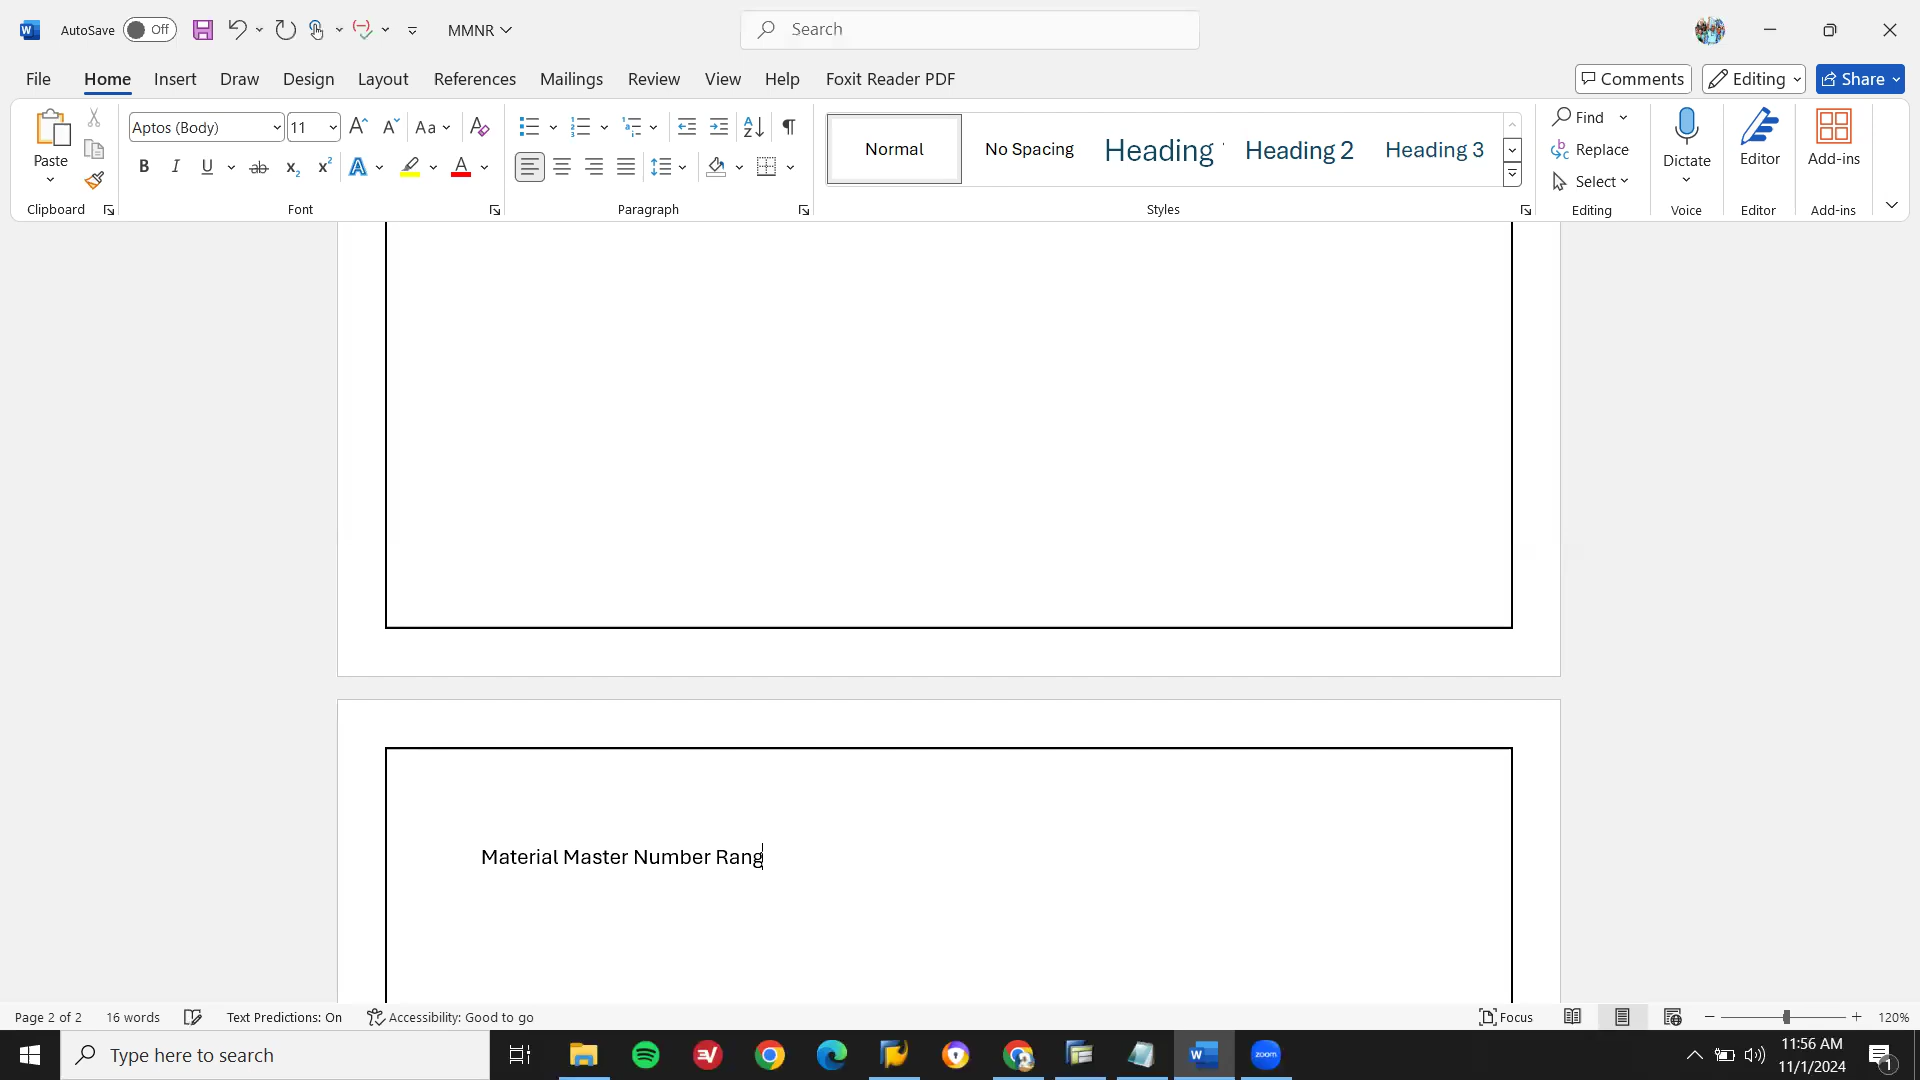 AutoSave Off MMNR Search
File Home Insert Draw Design Layout References Mailings Review View Help Foxit Reader PDF Comments Editing Share
Paste Aptos (Body) 11 Aa Normal No Spacing Heading Heading 2 Heading 3 Find Replace Select Dictate Editor Add-ins
Clipboard Font Paragraph Styles Editing Voice Editor Add-ins
Material Master Number Rang
Page 2 of 2 16 words Text Predictions: On Accessibility: Good to go Focus 120%
Type here to search zoom 11:56 AM
11/1/2024 1